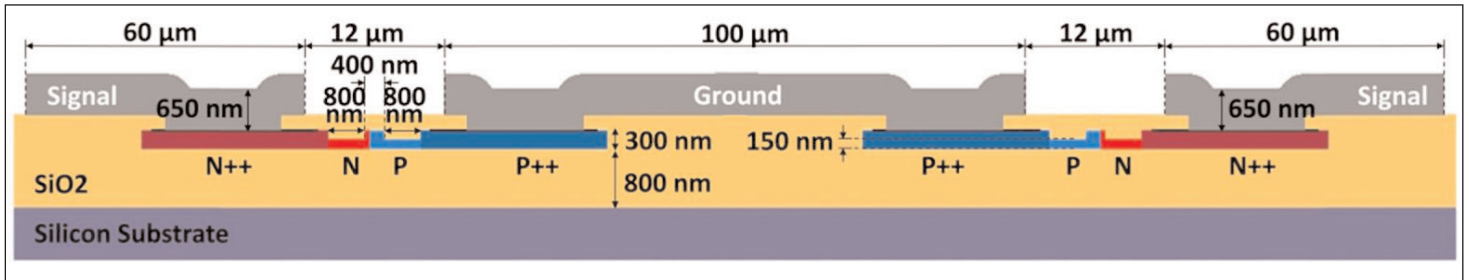 60 µm 12 µm 100 µm 12 µm 60 µm
400 nm
Signal 650 nm 800 nm 800 nm Ground 650 nm Signal
300 nm 150 nm
N++ N P P++ P++ P N N++
SiO2 800 nm
Silicon Substrate